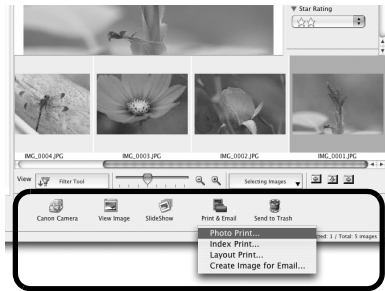 Star Rating
IMG_0004.JPG IMG_0003.JPG IMG_0002.JPG IMG_0001.JPG
View Filter Tool Selecting Images
Canon Camera View Image SlideShow Print & Email Send to Trash
Photo Print...
Index Print...
Layout Print...
Create Image for Email...
cted: 1 / Total: 5 images